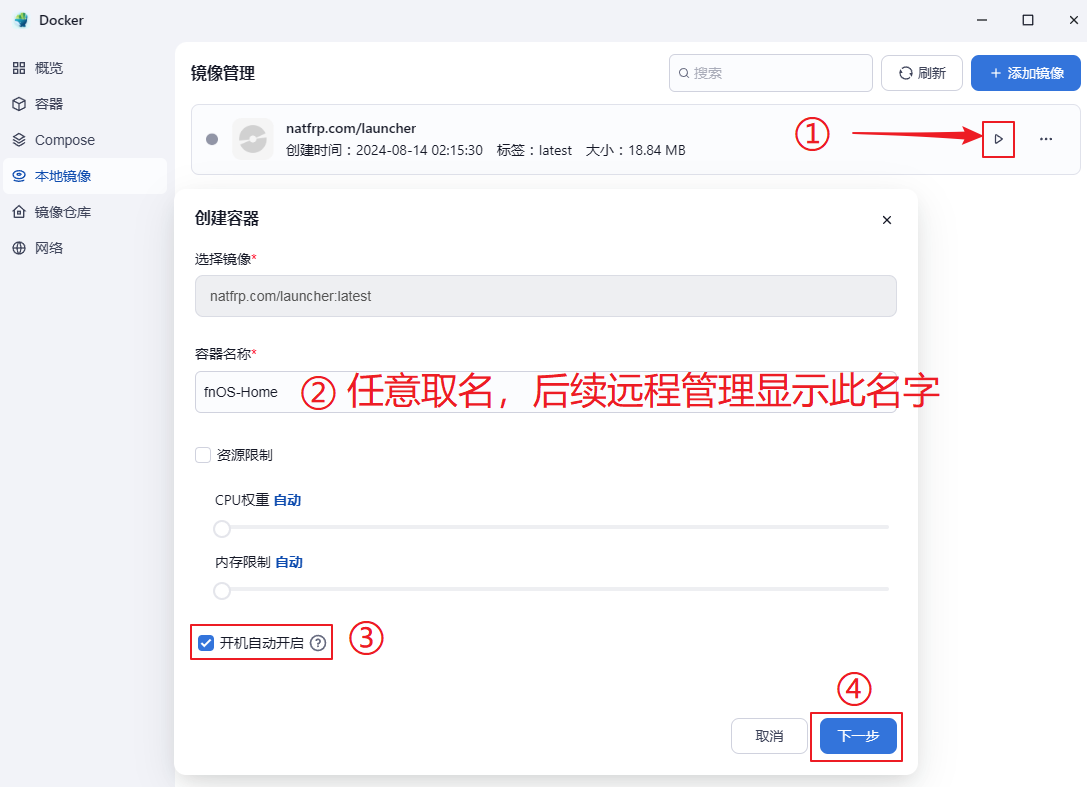 Docker
概览
容器
Compose
本地镜像
镜像仓库
网络
镜像管理
搜索
刷新
+ 添加镜像
natfrp.com/launcher
创建时间：2024-08-14 02:15:30 标签：latest 大小：18.84 MB
①
创建容器
选择镜像*
natfrp.com/launcher:latest
容器名称*
fnOS-Home
② 任意取名，后续远程管理显示此名字
资源限制
CPU权重 自动
内存限制 自动
开机自动开启 ?
③
④
取消
下一步